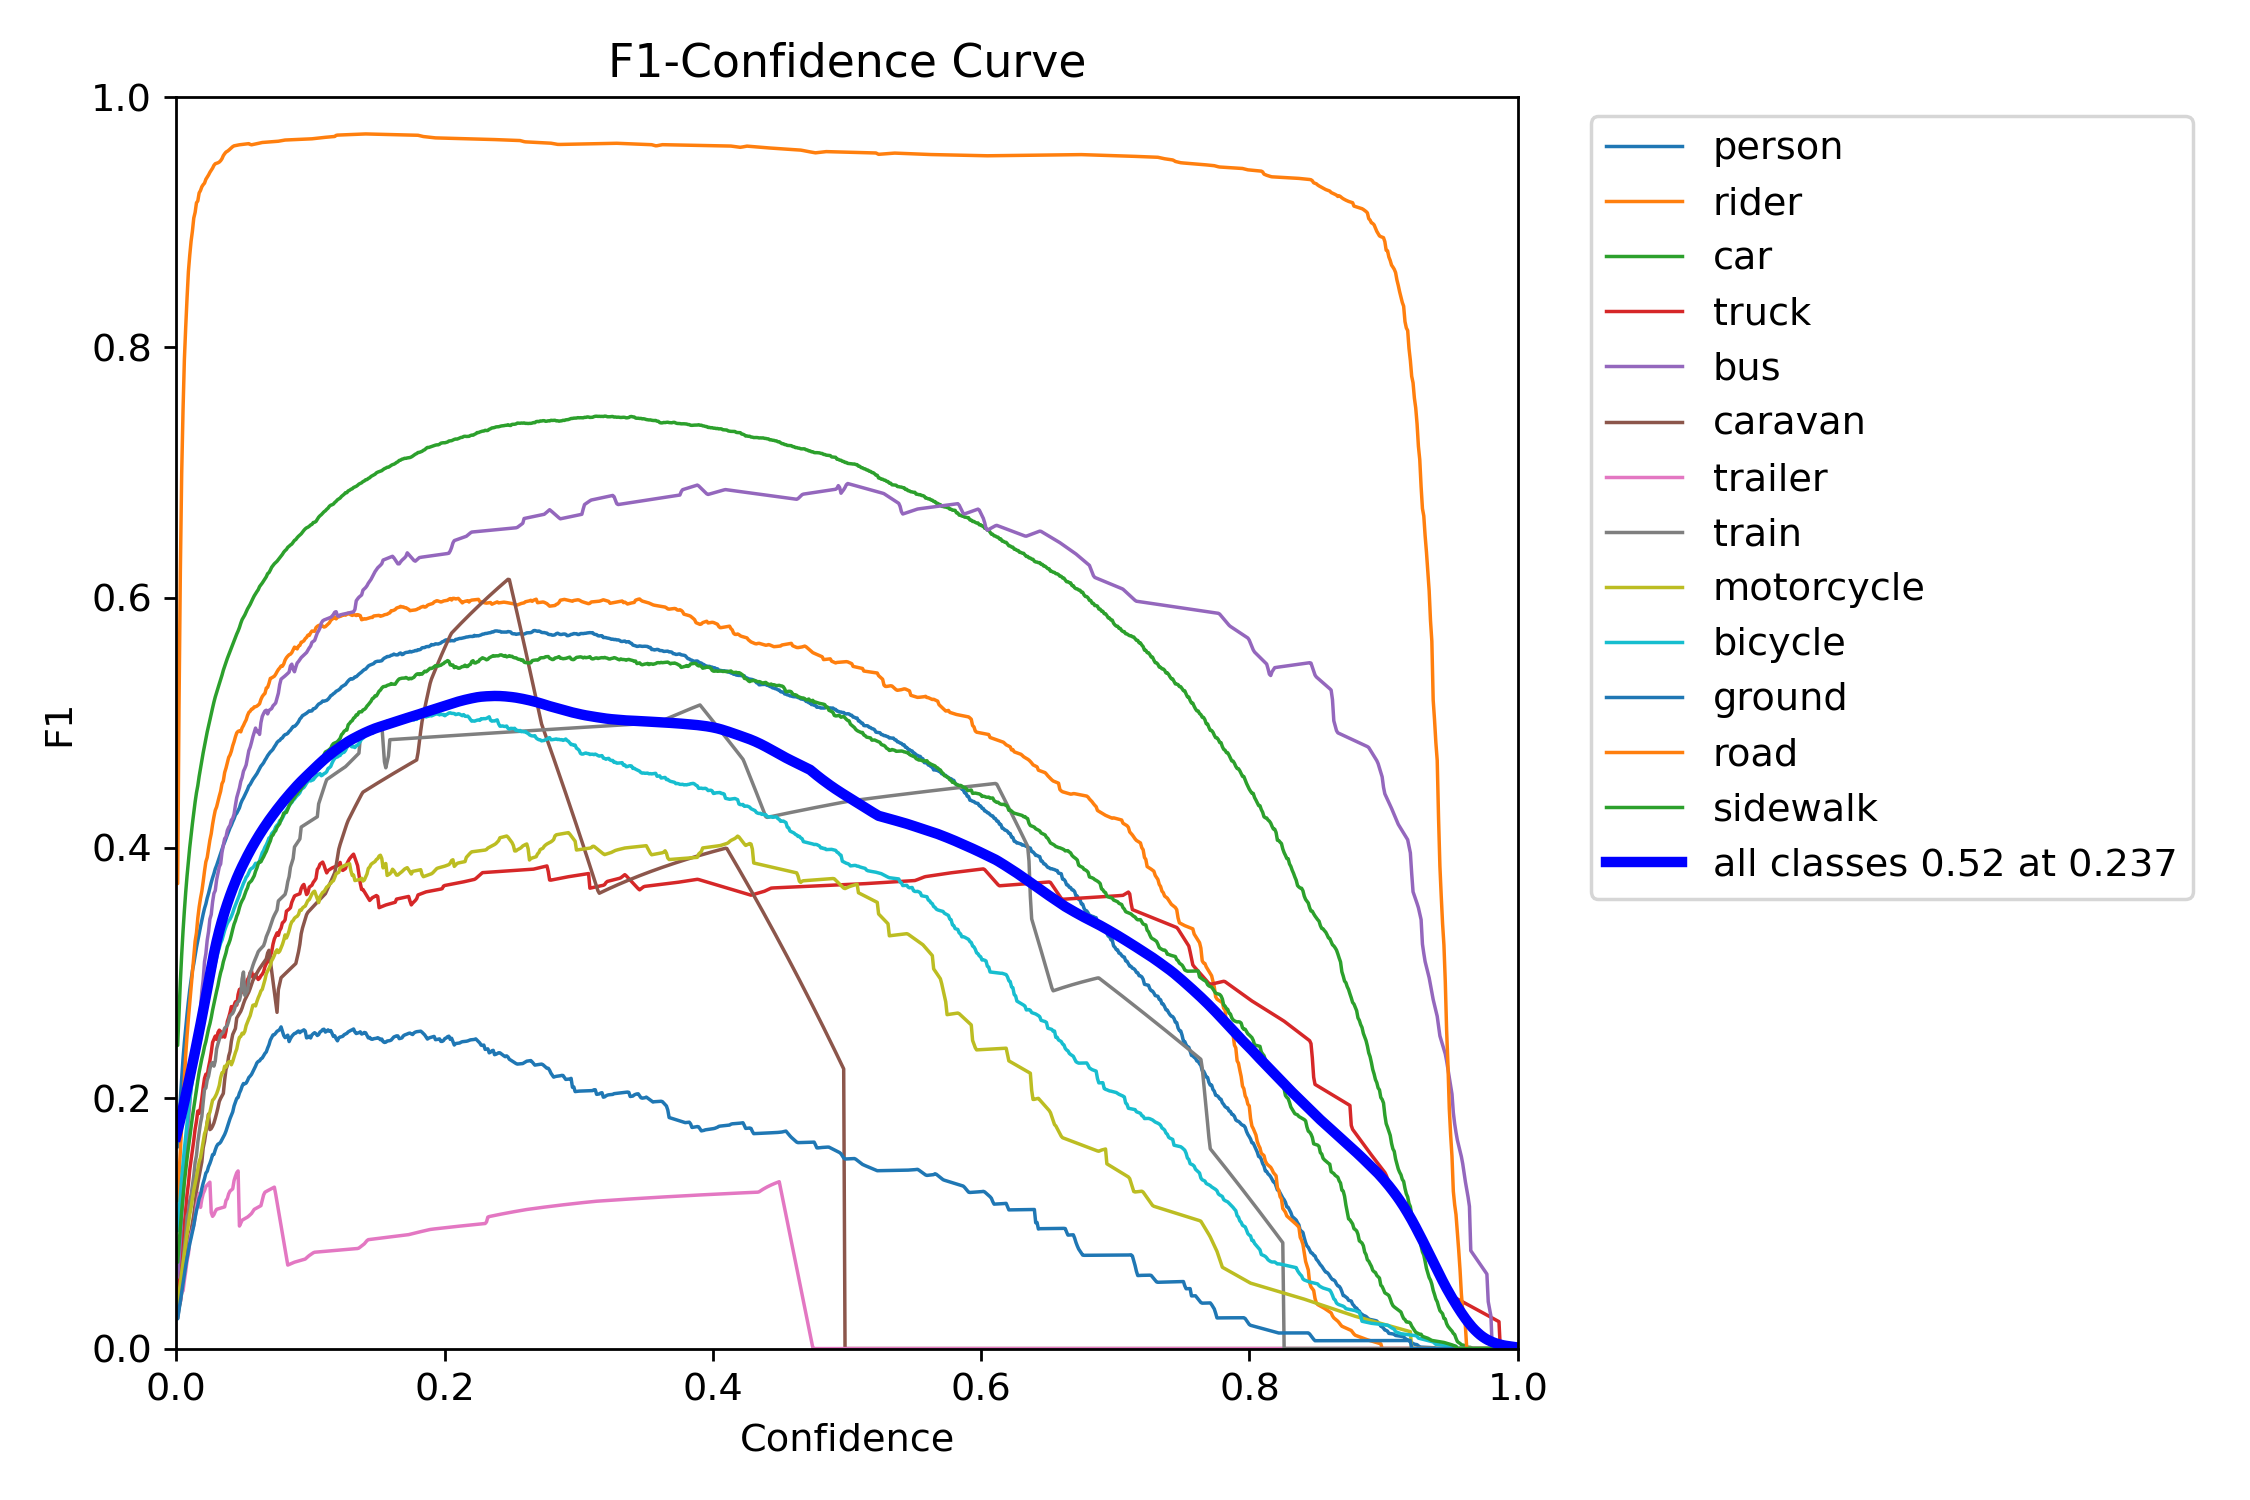 F1-Confidence Curve
1.0
0.8
0.6
0.4
0.2
0.0
F1
0.0 0.2 0.4 0.6 0.8 1.0
Confidence
person
rider
car
truck
bus
caravan
trailer
train
motorcycle
bicycle
ground
road
sidewalk
all classes 0.52 at 0.237